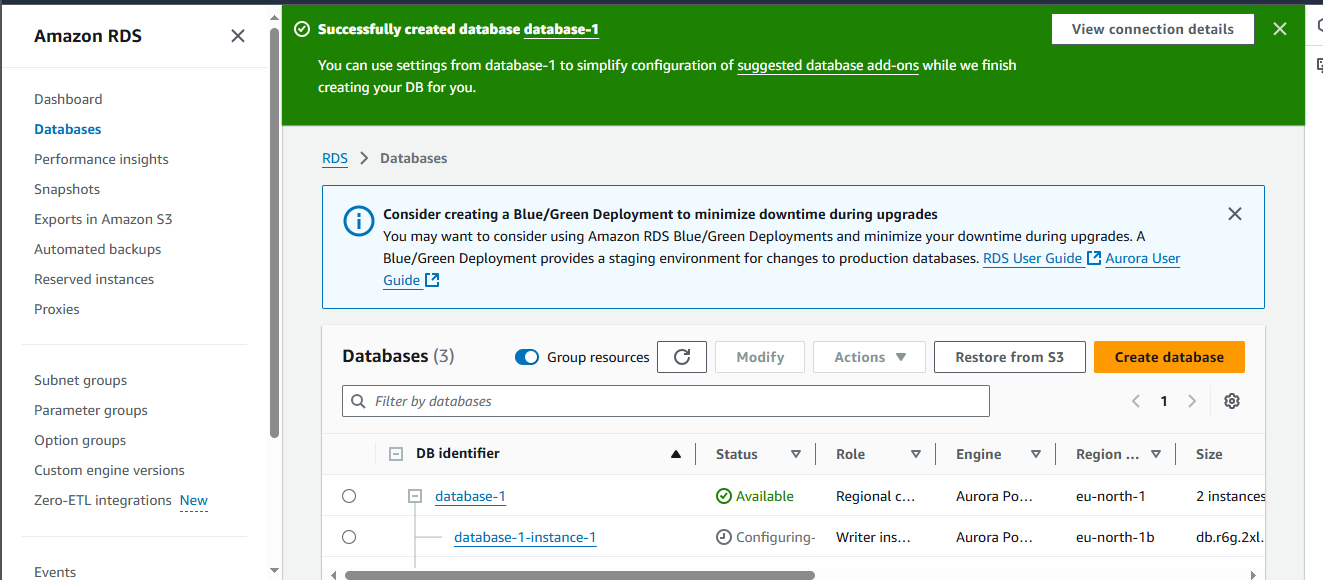 Amazon RDS
Dashboard
Databases
Performance insights
Snapshots
Exports in Amazon S3
Automated backups
Reserved instances
Proxies
Subnet groups
Parameter groups
Option groups
Custom engine versions
Zero-ETL integrations New
Events
Successfully created database database-1
View connection details
You can use settings from database-1 to simplify configuration of suggested database add-ons while we finish
creating your DB for you.
RDS > Databases
Consider creating a Blue/Green Deployment to minimize downtime during upgrades
You may want to consider using Amazon RDS Blue/Green Deployments and minimize your downtime during upgrades. A
Blue/Green Deployment provides a staging environment for changes to production databases. RDS User Guide Aurora User
Guide
Databases (3) Group resources Modify Actions Restore from S3 Create database
Filter by databases 1
DB identifier Status Role Engine Region ... Size
database-1 Available Regional c... Aurora Po... eu-north-1 2 instances
database-1-instance-1 Configuring- Writer ins... Aurora Po... eu-north-1b db.r6g.2xl.